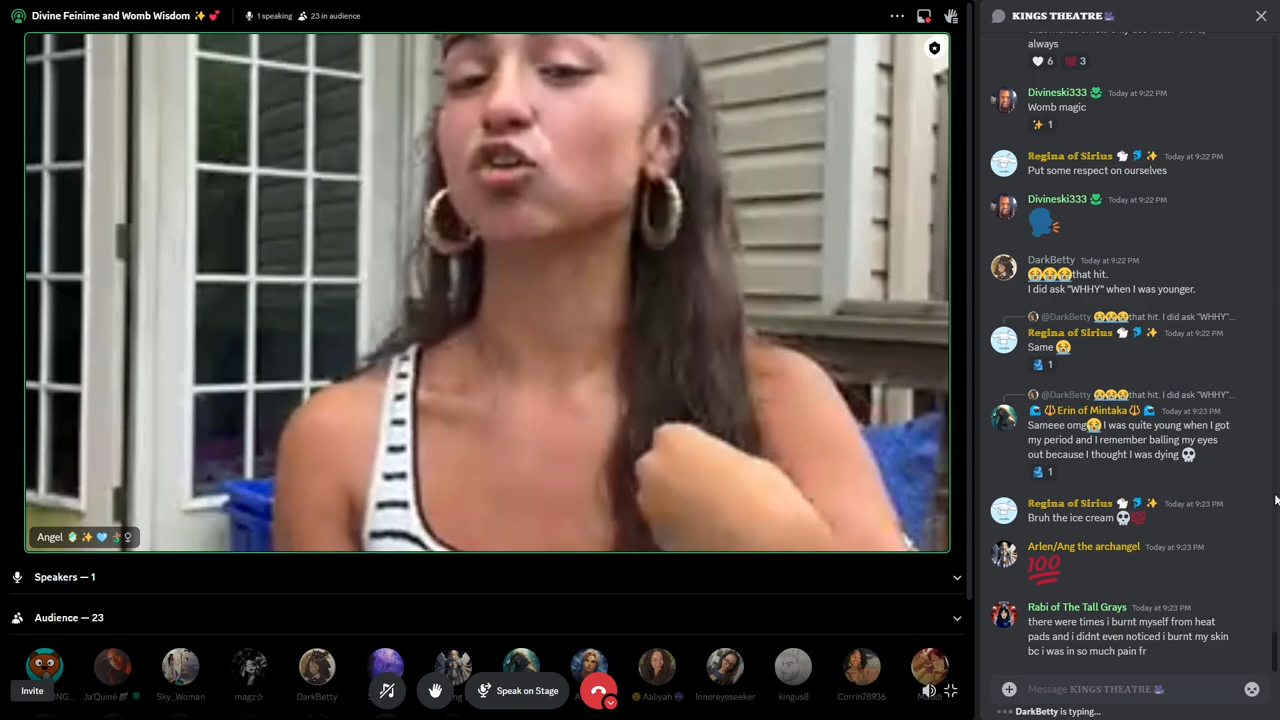 Divine Feinime and Womb Wisdom ✨ 💕
1 speaking 23 in audience
Angel
Speakers — 1
Audience — 23
Ja'Quiné
Sky_Woman
magz☆
DarkBetty
Aaliyah
Innereyeseeker
kingus8
Corrin78936
Invite
Speak on Stage
KINGS THEATRE
always
🤍 6 💯 3
Divineski333 Today at 9:22 PM
Womb magic
✨ 1
Regina of Sirius Today at 9:22 PM
Put some respect on ourselves
Divineski333 Today at 9:22 PM
🗣
DarkBetty Today at 9:22 PM
😭😭😭that hit.
I did ask "WHHY" when I was younger.
@DarkBetty 😭😭😭that hit. I did ask "WHHY"...
Regina of Sirius Today at 9:22 PM
Same 😭
🫂 1
@DarkBetty 😭😭😭that hit. I did ask "WHHY"...
🌊 🔱Erin of Mintaka🔱 🌊 Today at 9:23 PM
Sameee omg😭I was quite young when I got
my period and I remember balling my eyes
out because I thought I was dying 💀
🫂 1
Regina of Sirius Today at 9:23 PM
Bruh the ice cream 💀💯
Arlen/Ang the archangel Today at 9:23 PM
💯
Rabi of The Tall Grays Today at 9:23 PM
there were times i burnt myself from heat
pads and i didnt even noticed i burnt my skin
bc i was in so much pain fr
Message KINGS THEATRE
DarkBetty is typing...